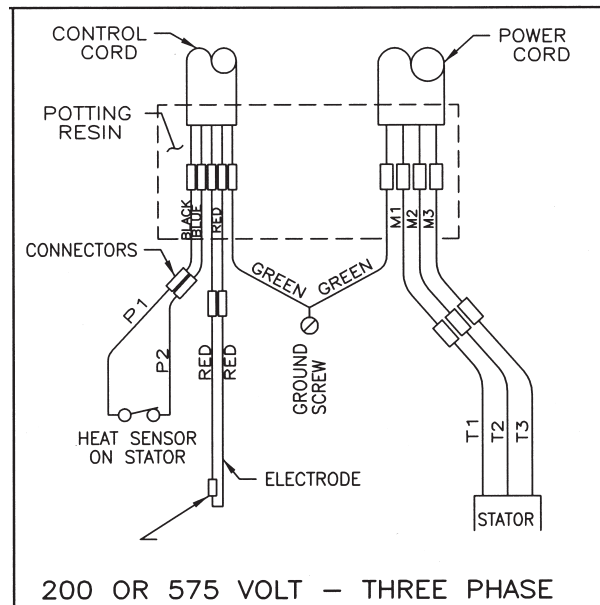 CONTROL
CORD
POWER
CORD
POTTING
RESIN
BLACK
BLUE
RED
M1
M2
M3
CONNECTORS
GREEN
GREEN
P1
P2
RED
RED
GROUND
SCREW
HEAT SENSOR
ON STATOR
ELECTRODE
T1
T2
T3
STATOR
200 OR 575 VOLT – THREE PHASE